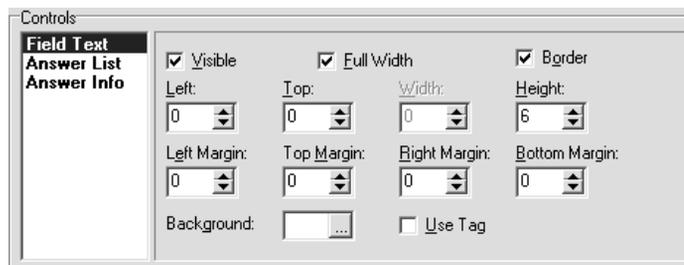 Controls
Field Text
Answer List
Answer Info
Visible Full Width Border
Left: Top: Width: Height:
0 0 0 6
Left Margin: Top Margin: Right Margin: Bottom Margin:
0 0 0 0
Background: ... Use Tag